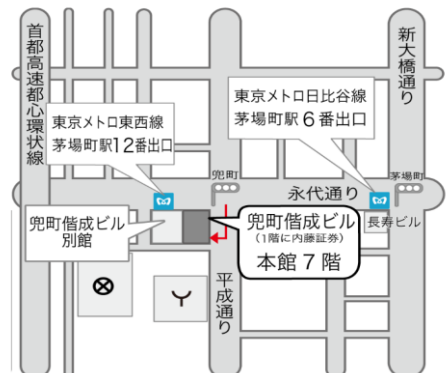 首都高速都心環状線
新大橋通り
東京メトロ日比谷線
茅場町駅6番出口
東京メトロ東西線
茅場町駅12番出口
兜町
茅場町
永代通り
兜町偕成ビル
別館
兜町偕成ビル
(1階に内藤証券)
本館7階
長寿ビル
平成通り